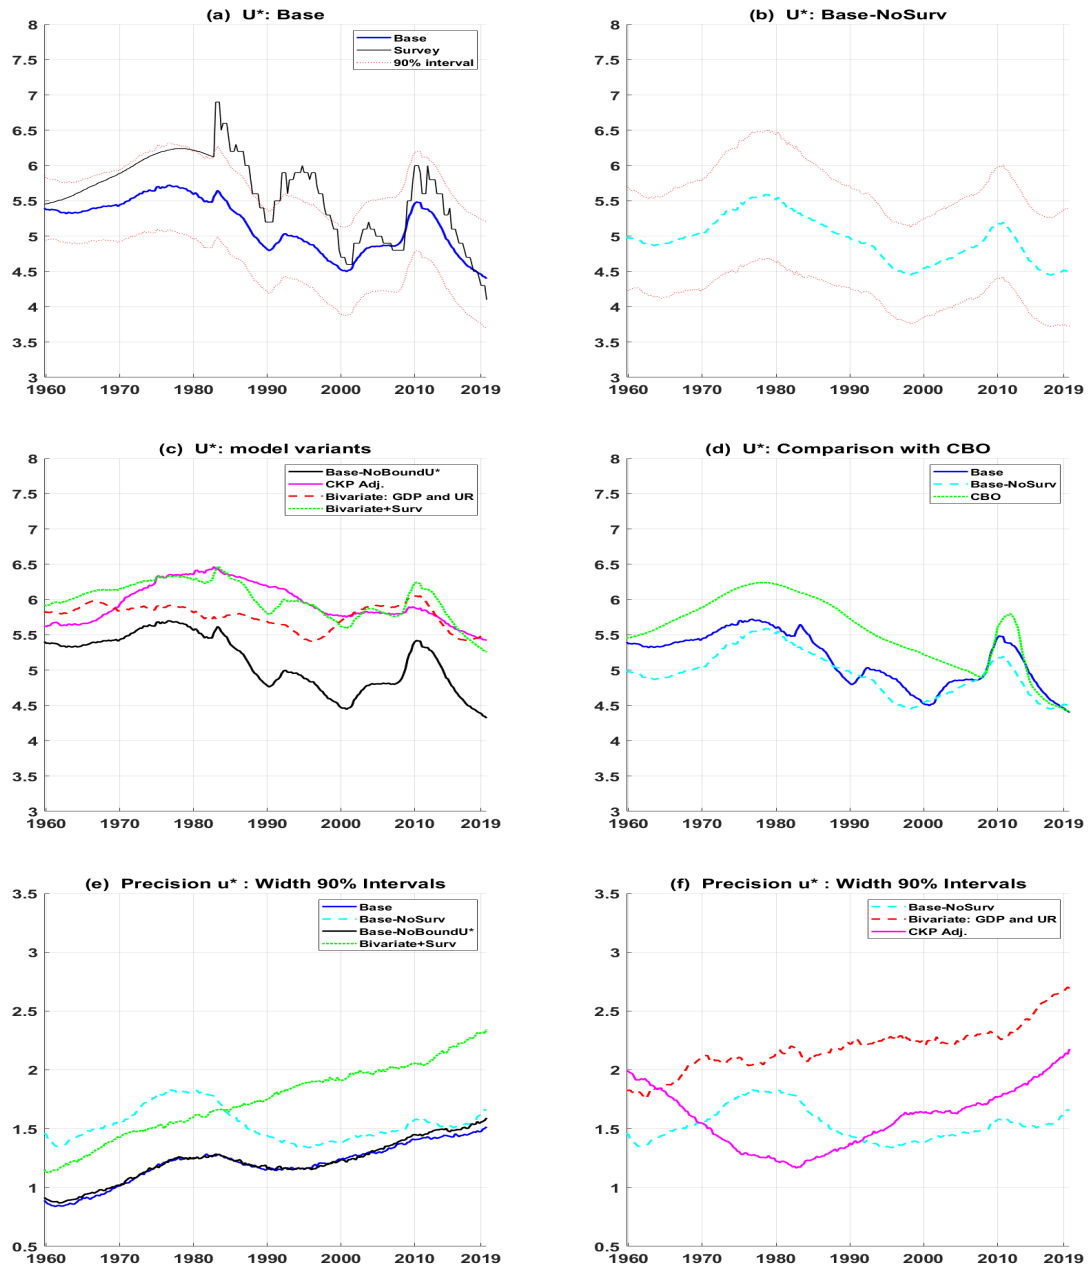 (a) U*: Base
8
7.5
7
6.5
6
5.5
5
4.5
4
3.5
3
1960 1970 1980 1990 2000 2010 2019
Base
Survey
90% interval
(b) U*: Base-NoSurv
8
7.5
7
6.5
6
5.5
5
4.5
4
3.5
3
1960 1970 1980 1990 2000 2010 2019
(c) U*: model variants
8
7.5
7
6.5
6
5.5
5
4.5
4
3.5
3
1960 1970 1980 1990 2000 2010 2019
Base-NoBoundU*
CKP Adj.
Bivariate: GDP and UR
Bivariate+Surv
(d) U*: Comparison with CBO
8
7.5
7
6.5
6
5.5
5
4.5
4
3.5
3
1960 1970 1980 1990 2000 2010 2019
Base
Base-NoSurv
CBO
(e) Precision u* : Width 90% Intervals
3.5
3
2.5
2
1.5
1
0.5
1960 1970 1980 1990 2000 2010 2019
Base
Base-NoSurv
Base-NoBoundU*
Bivariate+Surv
(f) Precision u* : Width 90% Intervals
3.5
3
2.5
2
1.5
1
0.5
1960 1970 1980 1990 2000 2010 2019
Base-NoSurv
Bivariate: GDP and UR
CKP Adj.